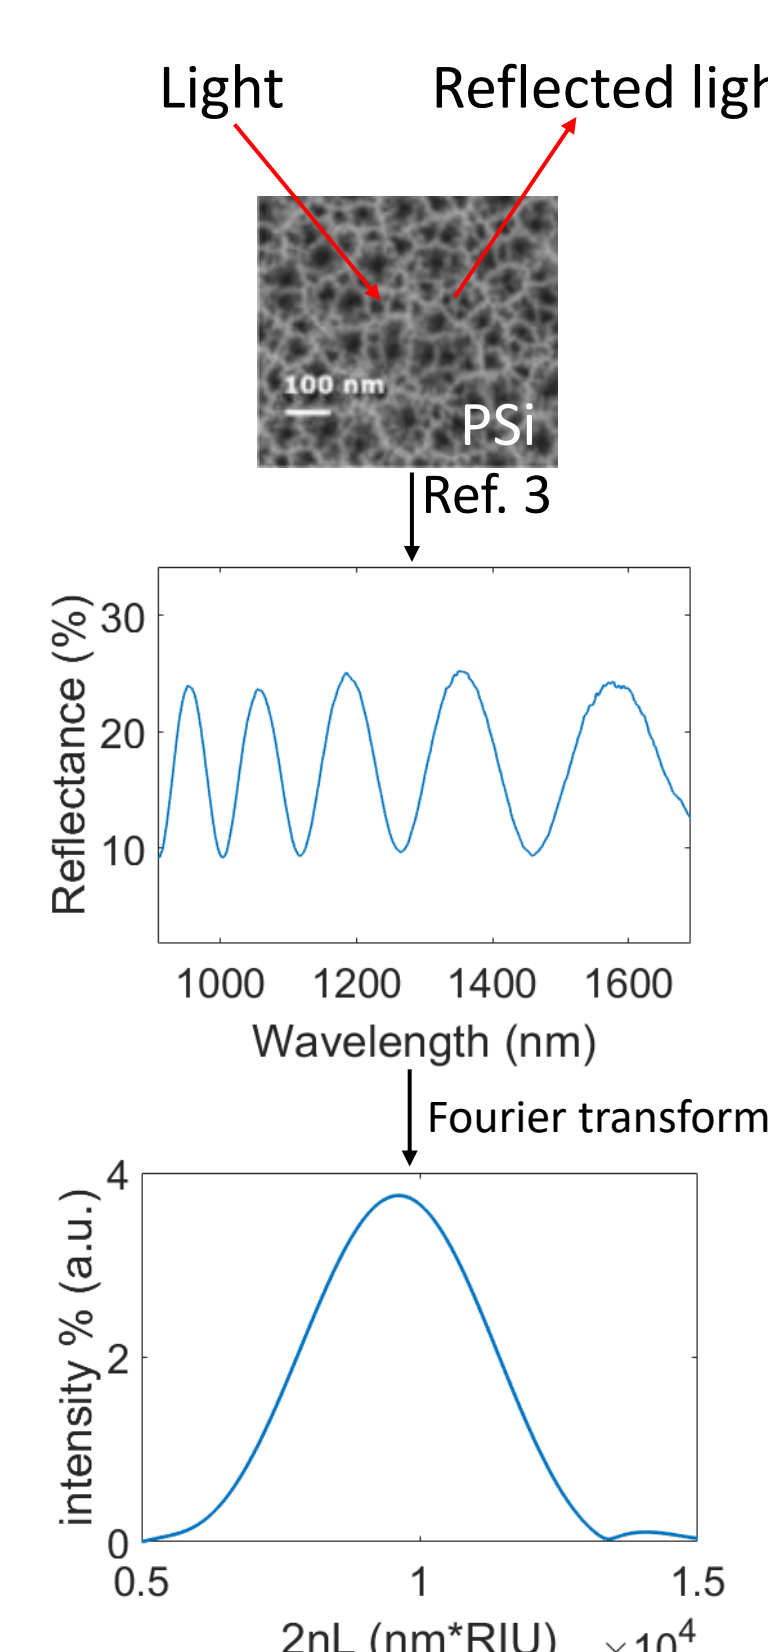 Light
Reflected ligh
100 nm
PSi
Ref. 3
Reflectance (%)
30
20
10
1000 1200 1400 1600
Wavelength (nm)
Fourier transform
intensity % (a.u.)
4
2
0
0.5 1 1.5
2nL (nm*RIU) ×10⁴